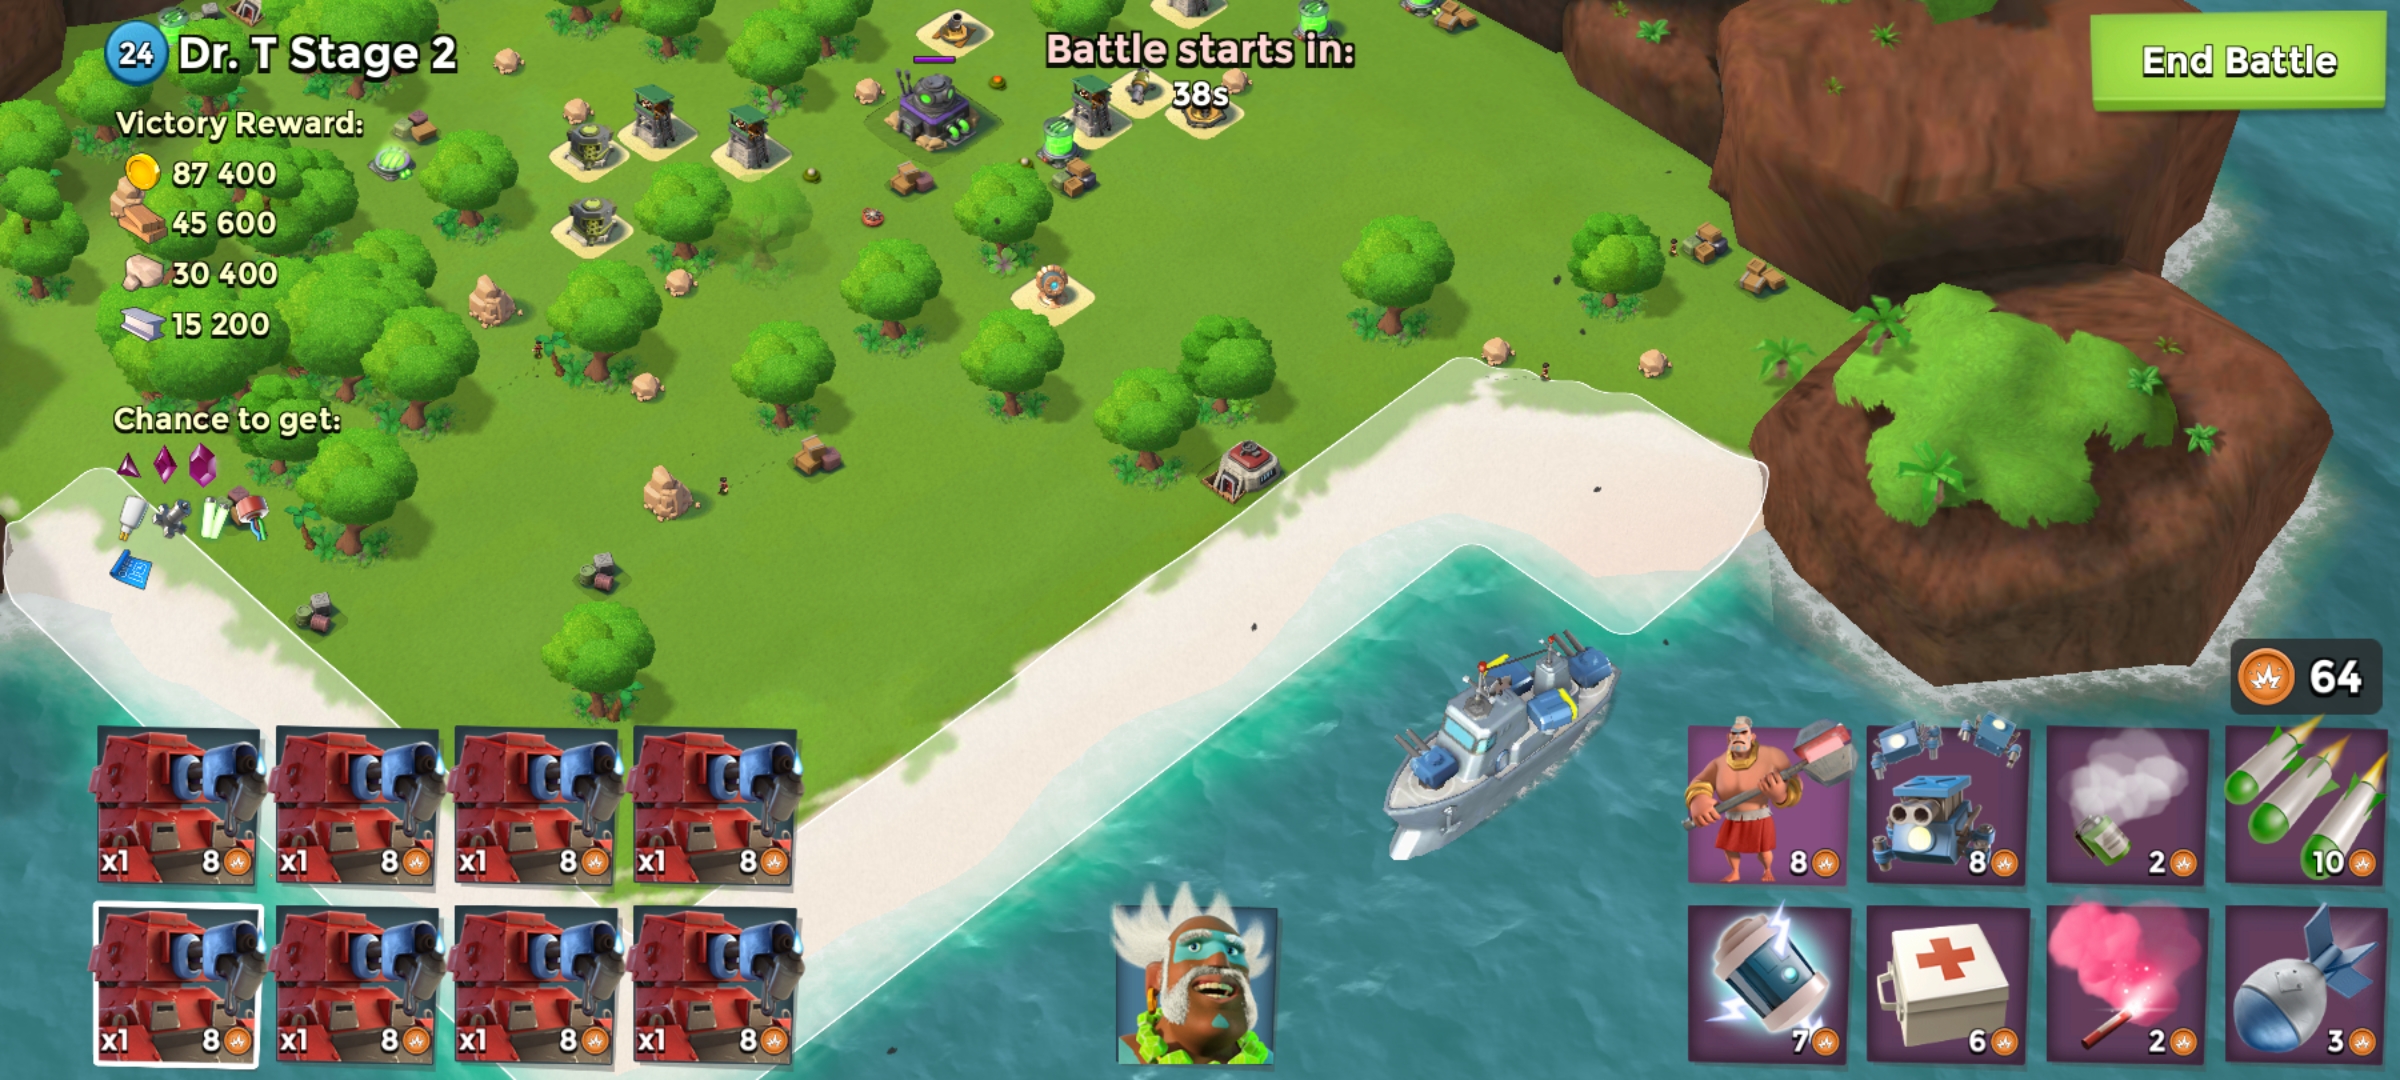 24 Dr. T Stage 2
Victory Reward:
87 400
45 600
30 400
15 200
Chance to get:
Battle starts in:
38s
End Battle
64
x1 8
x1 8
x1 8
x1 8
x1 8
x1 8
x1 8
x1 8
8
8
2
10
7
6
2
3